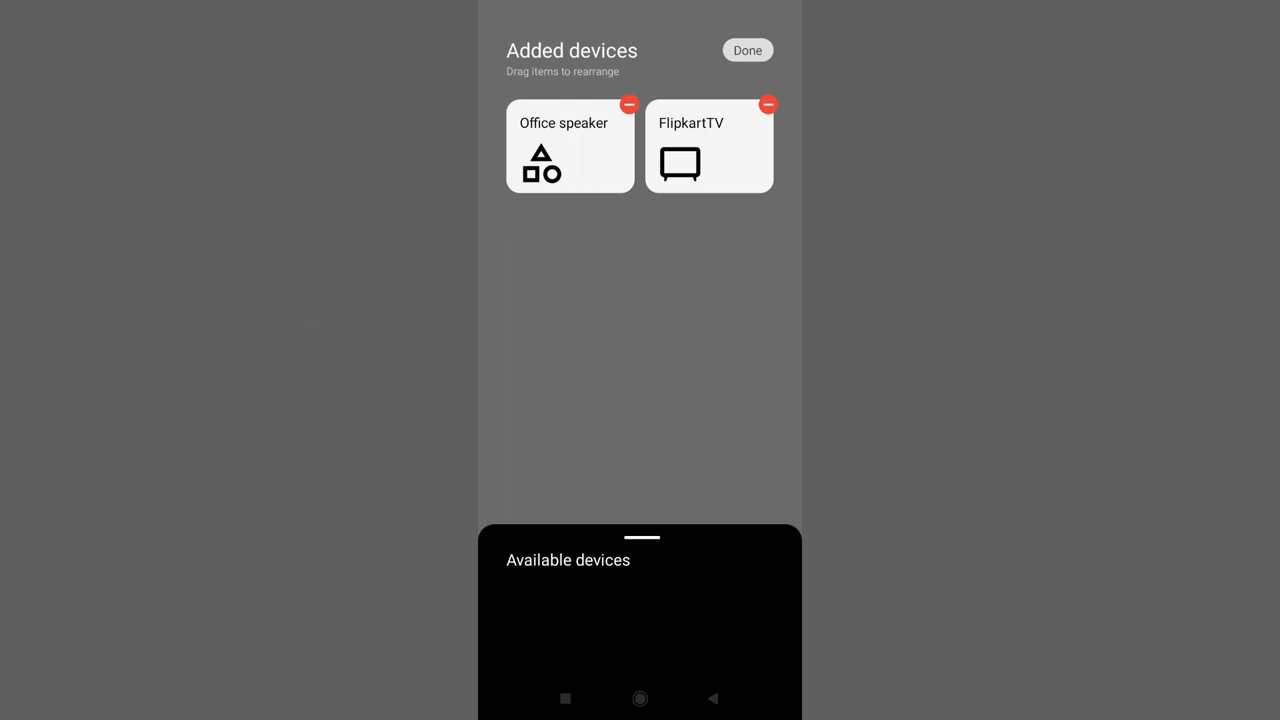 Added devices
Done
Drag items to rearrange
Office speaker
FlipkartTV
Available devices